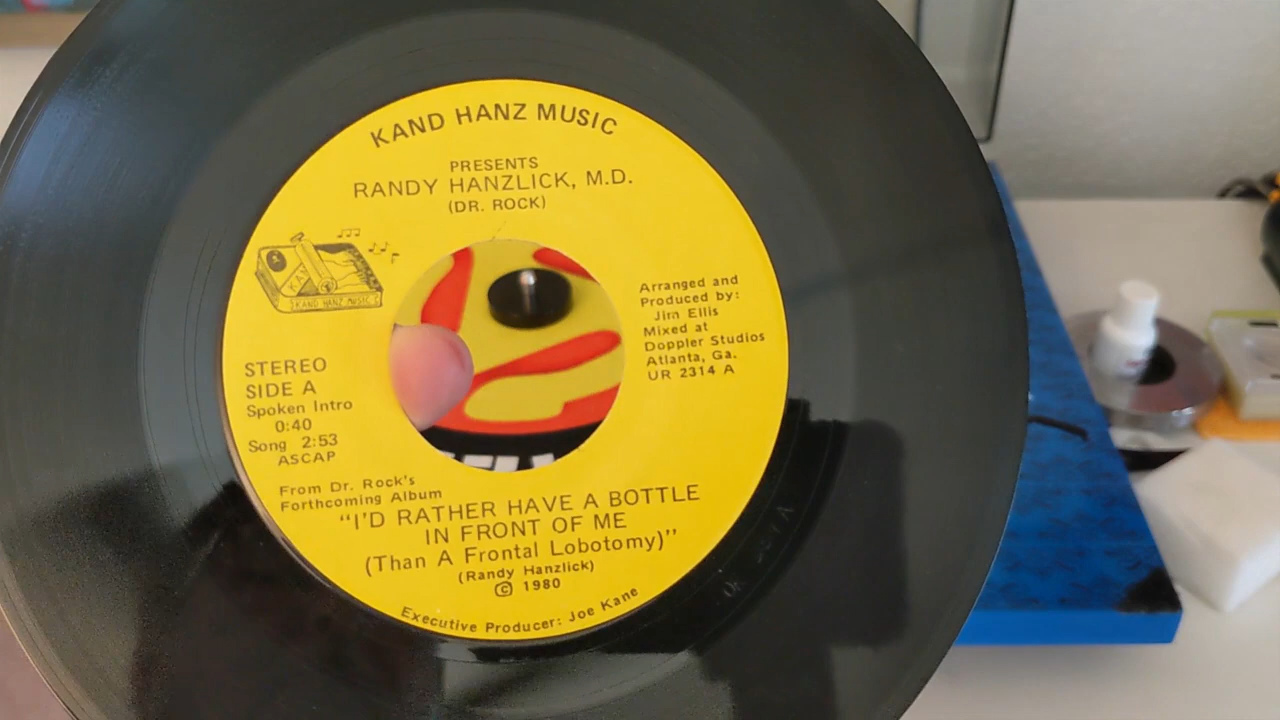 KAND HANZ MUSIC
PRESENTS
RANDY HANZLICK, M.D.
(DR. ROCK)
KAND HANZ MUSIC
Arranged and
Produced by:
Jim Ellis
Mixed at
Doppler Studios
Atlanta, Ga.
UR 2314 A
STEREO
SIDE A
Spoken Intro
0:40
Song 2:53
ASCAP
From Dr. Rock's
Forthcoming Album
"I'D RATHER HAVE A BOTTLE
IN FRONT OF ME
(Than A Frontal Lobotomy)"
(Randy Hanzlick)
© 1980
Executive Producer: Joe Kane